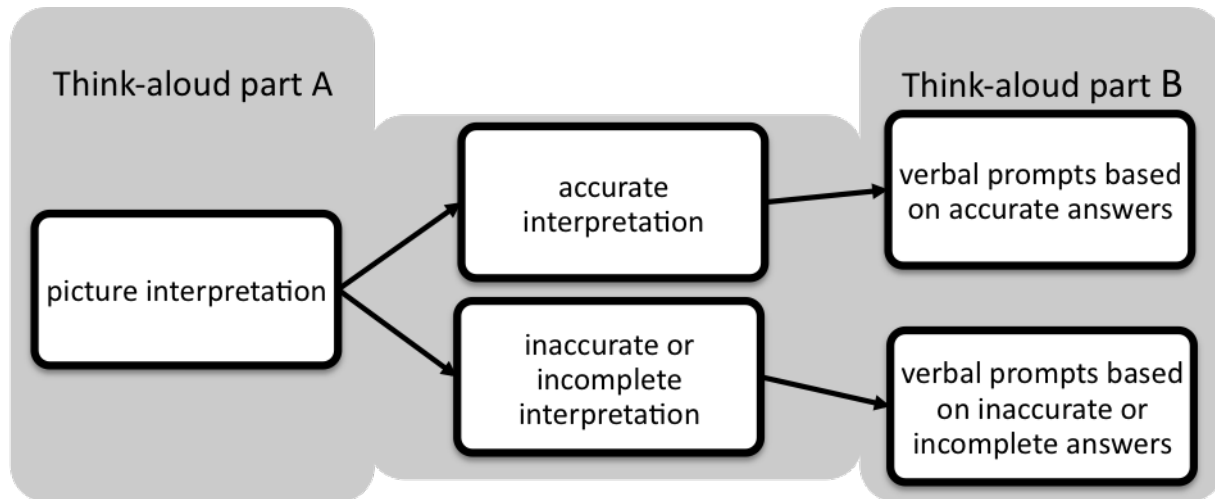 Think-aloud part A
picture interpretation
accurate
interpretation
inaccurate or
incomplete
interpretation
Think-aloud part B
verbal prompts based
on accurate answers
verbal prompts based
on inaccurate or
incomplete answers